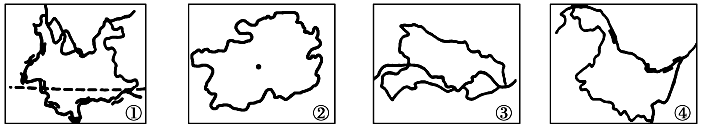 ① ② ③ ④